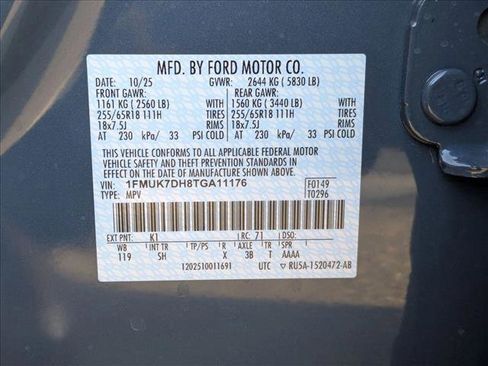 MFD. BY FORD MOTOR CO.
DATE: 10/25 GVWR: 2644 KG (5830 LB)
FRONT GAWR: REAR GAWR:
1161 KG (2560 LB) WITH 1560 KG (3440 LB) WITH
255/65R18 111H TIRES 255/65R18 111H TIRES
18x7.5J RIMS 18x7.5J RIMS
AT 230 kPa/ 33 PSI COLD AT 230 kPa/ 33 PSI COLD
THIS VEHICLE CONFORMS TO ALL APPLICABLE FEDERAL MOTOR
VEHICLE SAFETY AND THEFT PREVENTION STANDARDS IN
EFFECT ON THE DATE OF MANUFACTURE SHOWN ABOVE.
VIN: 1FMUK7DH8TGA11176 F0149
TYPE: MPV T0296
EXT PNT: K1 RC: 71 DSO:
WB INT TR TP/PS R AXLE TR SPR
119 SH X 3B T AAAA
1202510011691 UTC ▽ RU5A-1520472-AB